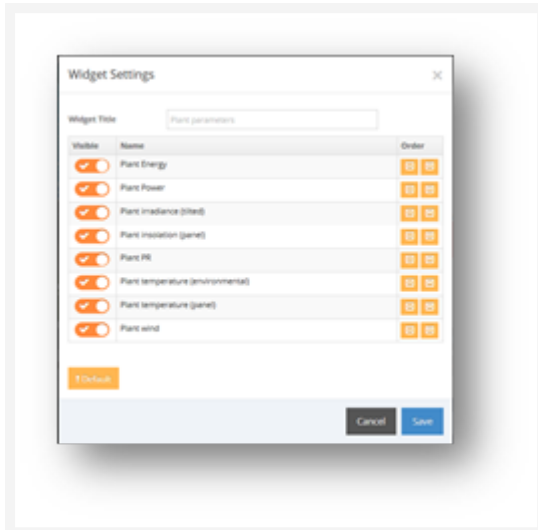 Widget Settings
Widget Title
Plant parameters
Visible Name Order
Plant Energy
Plant Power
Plant irradiance (tilted)
Plant insolation (panel)
Plant PR
Plant temperature (environmental)
Plant temperature (panel)
Plant wind
Default
Cancel Save